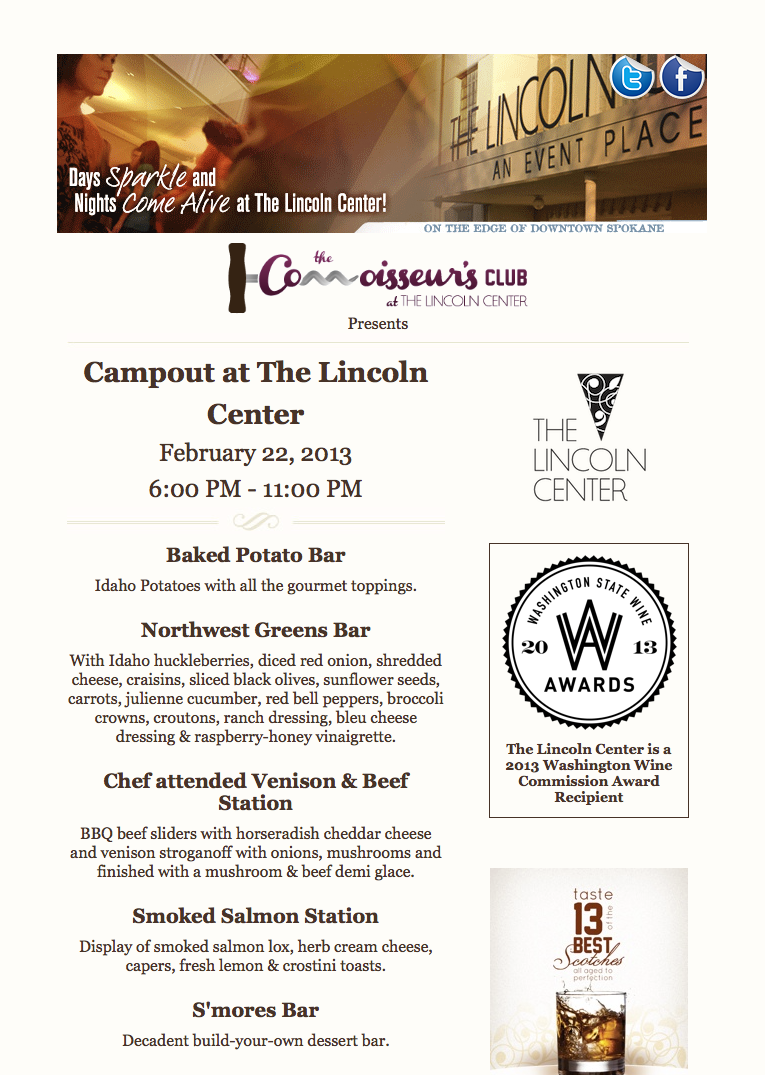 THE LINCOLN
AN EVENT PLACE
Days Sparkle and
Nights Come Alive at The Lincoln Center!
ON THE EDGE OF DOWNTOWN SPOKANE
the
Connoisseur's CLUB
at THE LINCOLN CENTER
Presents
Campout at The Lincoln
Center
February 22, 2013
6:00 PM - 11:00 PM
Baked Potato Bar
Idaho Potatoes with all the gourmet toppings.
Northwest Greens Bar
With Idaho huckleberries, diced red onion, shredded
cheese, craisins, sliced black olives, sunflower seeds,
carrots, julienne cucumber, red bell peppers, broccoli
crowns, croutons, ranch dressing, bleu cheese
dressing & raspberry-honey vinaigrette.
Chef attended Venison & Beef
Station
BBQ beef sliders with horseradish cheddar cheese
and venison stroganoff with onions, mushrooms and
finished with a mushroom & beef demi glace.
Smoked Salmon Station
Display of smoked salmon lox, herb cream cheese,
capers, fresh lemon & crostini toasts.
S'mores Bar
Decadent build-your-own dessert bar.
THE
LINCOLN
CENTER
WASHINGTON STATE WINE
20 WA 13
AWARDS
The Lincoln Center is a
2013 Washington Wine
Commission Award
Recipient
taste
13 of the
BEST
Scotches
all aged to
perfection